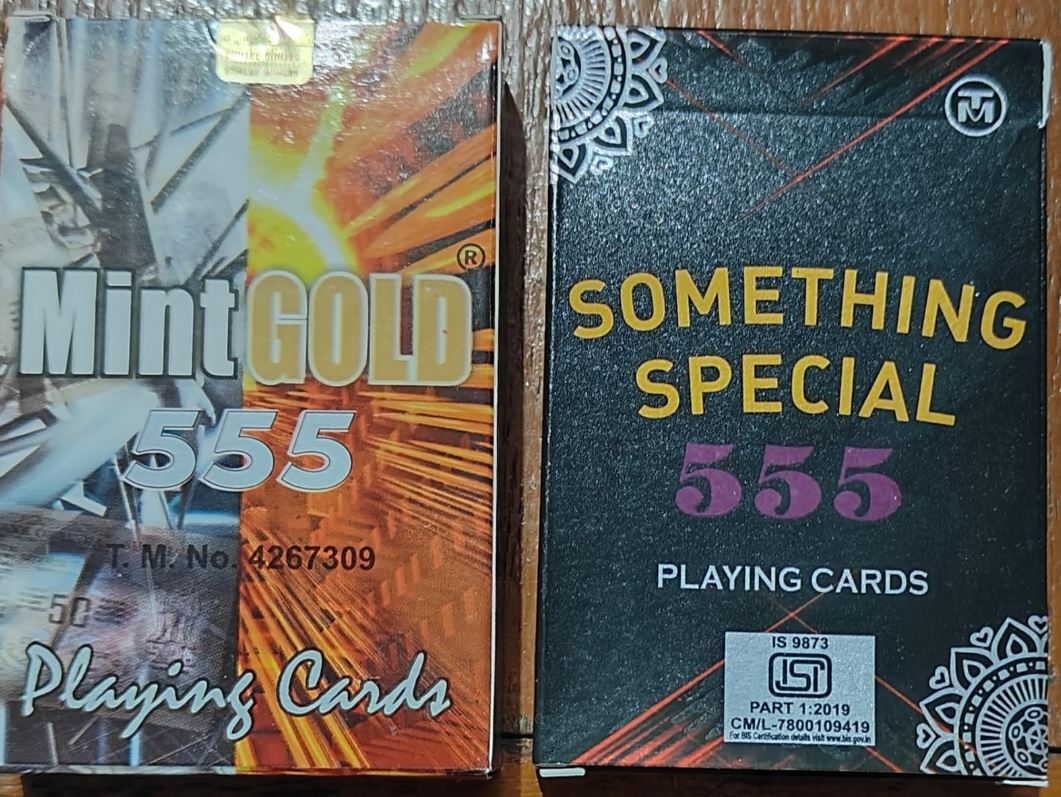 MintGOLD®
555
T. M. No. 4267309
50
Playing Cards
SOMETHING
SPECIAL
555
PLAYING CARDS
IS 9873
ISI
PART 1:2019
CM/L-7800109419
For BIS Certification details visit www.bis.gov.in